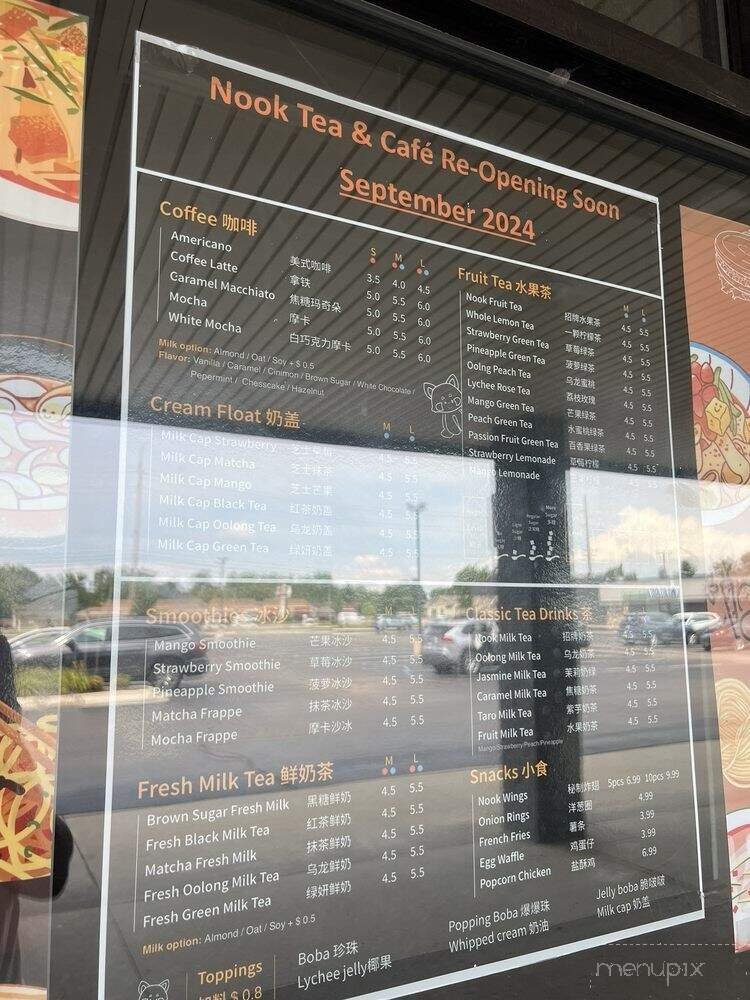 Nook Tea & Café Re-Opening Soon
September 2024
Coffee 咖啡
S M L
Americano 美式咖啡 3.5 4.0 4.5
Coffee Latte 拿铁 5.0 5.5 6.0
Caramel Macchiato 焦糖玛奇朵 5.0 5.5 6.0
Mocha 摩卡 5.0 5.5 6.0
White Mocha 白巧克力摩卡 5.0 5.5 6.0
Milk option: Almond / Oat / Soy + $ 0.5
Flavor: Vanilla / Caramel / Cinimon / Brown Sugar / White Chocolate /
Pepermint / Chesscake / Hazelnut
Cream Float 奶盖
M L
Milk Cap Strawberry 芝士草莓 4.5 5.5
Milk Cap Matcha 芝士抹茶 4.5 5.5
Milk Cap Mango 芝士芒果 4.5 5.5
Milk Cap Black Tea 红茶奶盖 4.5 5.5
Milk Cap Oolong Tea 乌龙奶盖 4.5 5.5
Milk Cap Green Tea 绿妍奶盖 4.5 5.5
Smoothies 冰沙
M L
Mango Smoothie 芒果冰沙 4.5 5.5
Strawberry Smoothie 草莓冰沙 4.5 5.5
Pineapple Smoothie 菠萝冰沙 4.5 5.5
Matcha Frappe 抹茶冰沙 4.5 5.5
Mocha Frappe 摩卡沙冰 4.5 5.5
Fresh Milk Tea 鲜奶茶
M L
Brown Sugar Fresh Milk 黑糖鲜奶 4.5 5.5
Fresh Black Milk Tea 红茶鲜奶 4.5 5.5
Matcha Fresh Milk 抹茶鲜奶 4.5 5.5
Fresh Oolong Milk Tea 乌龙鲜奶 4.5 5.5
Fresh Green Milk Tea 绿妍鲜奶 4.5 5.5
Milk option: Almond / Oat / Soy + $ 0.5
Fruit Tea 水果茶
M L
Nook Fruit Tea 招牌水果茶 4.5 5.5
Whole Lemon Tea 一颗柠檬茶 4.5 5.5
Strawberry Green Tea 草莓绿茶 4.5 5.5
Pineapple Green Tea 菠萝绿茶 4.5 5.5
Oolng Peach Tea 乌龙蜜桃 4.5 5.5
Lychee Rose Tea 荔枝玫瑰 4.5 5.5
Mango Green Tea 芒果绿茶 4.5 5.5
Peach Green Tea 水蜜桃绿茶 4.5 5.5
Passion Fruit Green Tea 百香果绿茶 4.5 5.5
Strawberry Lemonade 草莓柠檬 4.5 5.5
Mango Lemonade
Light Sugar
Regular Sugar
More Sugar
Classic Tea Drinks 茶
M L
Nook Milk Tea 招牌奶茶 4.5 5.5
Oolong Milk Tea 乌龙奶茶 4.5 5.5
Jasmine Milk Tea 茉莉奶绿 4.5 5.5
Caramel Milk Tea 焦糖奶茶 4.5 5.5
Taro Milk Tea 紫芋奶茶 4.5 5.5
Fruit Milk Tea 水果奶茶 4.5 5.5
Mango/Strawberry/Peach/Pineapple
Snacks 小食
Nook Wings 秘制炸翅 5pcs 6.99 10pcs 9.99
Onion Rings 洋葱圈 4.99
French Fries 薯条 3.99
Egg Waffle 鸡蛋仔 3.99
Popcorn Chicken 盐酥鸡 6.99
Toppings
加料 $ 0.8
Boba 珍珠 Popping Boba 爆爆珠 Jelly boba 脆啵啵
Lychee jelly椰果 Whipped cream 奶油 Milk cap 奶盖
menupix